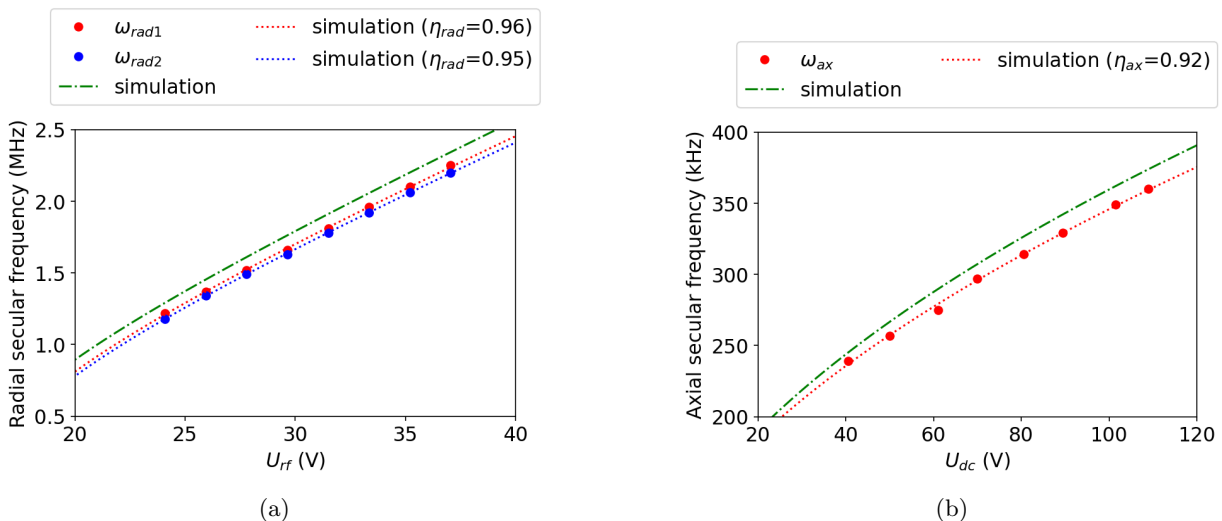 ω_rad1 simulation (η_rad=0.96)
ω_rad2 simulation (η_rad=0.95)
simulation
Radial secular frequency (MHz)
2.5
2.0
1.5
1.0
0.5
20 25 30 35 40
U_rf (V)
(a)
ω_ax simulation (η_ax=0.92)
simulation
Axial secular frequency (kHz)
400
350
300
250
200
20 40 60 80 100 120
U_dc (V)
(b)